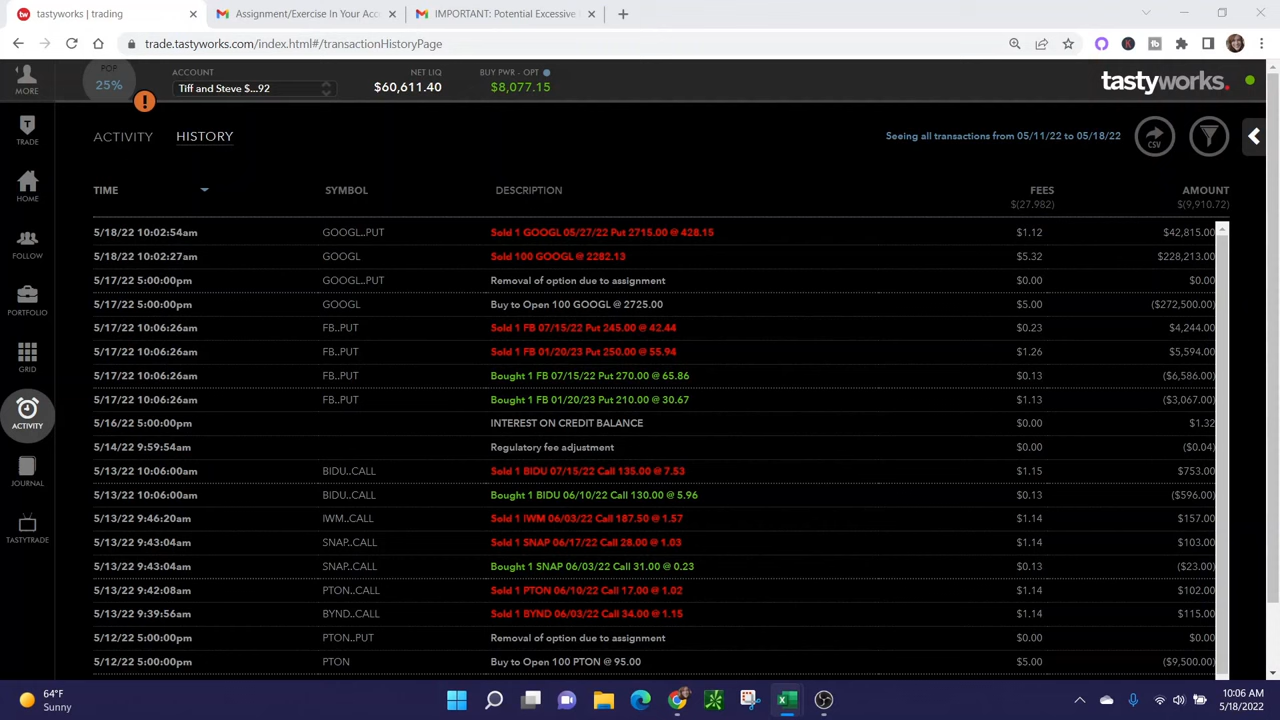 tastyworks | trading
Assignment/Exercise In Your Acc
IMPORTANT: Potential Excessive
trade.tastyworks.com/index.html#/transactionHistoryPage
MORE
POP
25%
ACCOUNT
Tiff and Steve $...92
NET LIQ
$60,611.40
BUY PWR - OPT
$8,077.15
tastyworks.
TRADE
HOME
FOLLOW
PORTFOLIO
GRID
ACTIVITY
JOURNAL
TASTYTRADE
ACTIVITY HISTORY
Seeing all transactions from 05/11/22 to 05/18/22
CSV
TIME SYMBOL DESCRIPTION FEES AMOUNT
$(27.982) $(9,910.72)
5/18/22 10:02:54am GOOGL..PUT Sold 1 GOOGL 05/27/22 Put 2715.00 @ 428.15 $1.12 $42,815.00
5/18/22 10:02:27am GOOGL Sold 100 GOOGL @ 2282.13 $5.32 $228,213.00
5/17/22 5:00:00pm GOOGL..PUT Removal of option due to assignment $0.00 $0.00
5/17/22 5:00:00pm GOOGL Buy to Open 100 GOOGL @ 2725.00 $5.00 ($272,500.00)
5/17/22 10:06:26am FB..PUT Sold 1 FB 07/15/22 Put 245.00 @ 42.44 $0.23 $4,244.00
5/17/22 10:06:26am FB..PUT Sold 1 FB 01/20/23 Put 250.00 @ 55.94 $1.26 $5,594.00
5/17/22 10:06:26am FB..PUT Bought 1 FB 07/15/22 Put 270.00 @ 65.86 $0.13 ($6,586.00)
5/17/22 10:06:26am FB..PUT Bought 1 FB 01/20/23 Put 210.00 @ 30.67 $1.13 ($3,067.00)
5/16/22 5:00:00pm INTEREST ON CREDIT BALANCE $0.00 $1.32
5/14/22 9:59:54am Regulatory fee adjustment $0.00 ($0.04)
5/13/22 10:06:00am BIDU..CALL Sold 1 BIDU 07/15/22 Call 135.00 @ 7.53 $1.15 $753.00
5/13/22 10:06:00am BIDU..CALL Bought 1 BIDU 06/10/22 Call 130.00 @ 5.96 $0.13 ($596.00)
5/13/22 9:46:20am IWM..CALL Sold 1 IWM 06/03/22 Call 187.50 @ 1.57 $1.14 $157.00
5/13/22 9:43:04am SNAP..CALL Sold 1 SNAP 06/17/22 Call 28.00 @ 1.03 $1.14 $103.00
5/13/22 9:43:04am SNAP..CALL Bought 1 SNAP 06/03/22 Call 31.00 @ 0.23 $0.13 ($23.00)
5/13/22 9:42:08am PTON..CALL Sold 1 PTON 06/10/22 Call 17.00 @ 1.02 $1.14 $102.00
5/13/22 9:39:56am BYND..CALL Sold 1 BYND 06/03/22 Call 34.00 @ 1.15 $1.14 $115.00
5/12/22 5:00:00pm PTON..PUT Removal of option due to assignment $0.00 $0.00
5/12/22 5:00:00pm PTON Buy to Open 100 PTON @ 95.00 $5.00 ($9,500.00)
64°F
Sunny
10:06 AM
5/18/2022